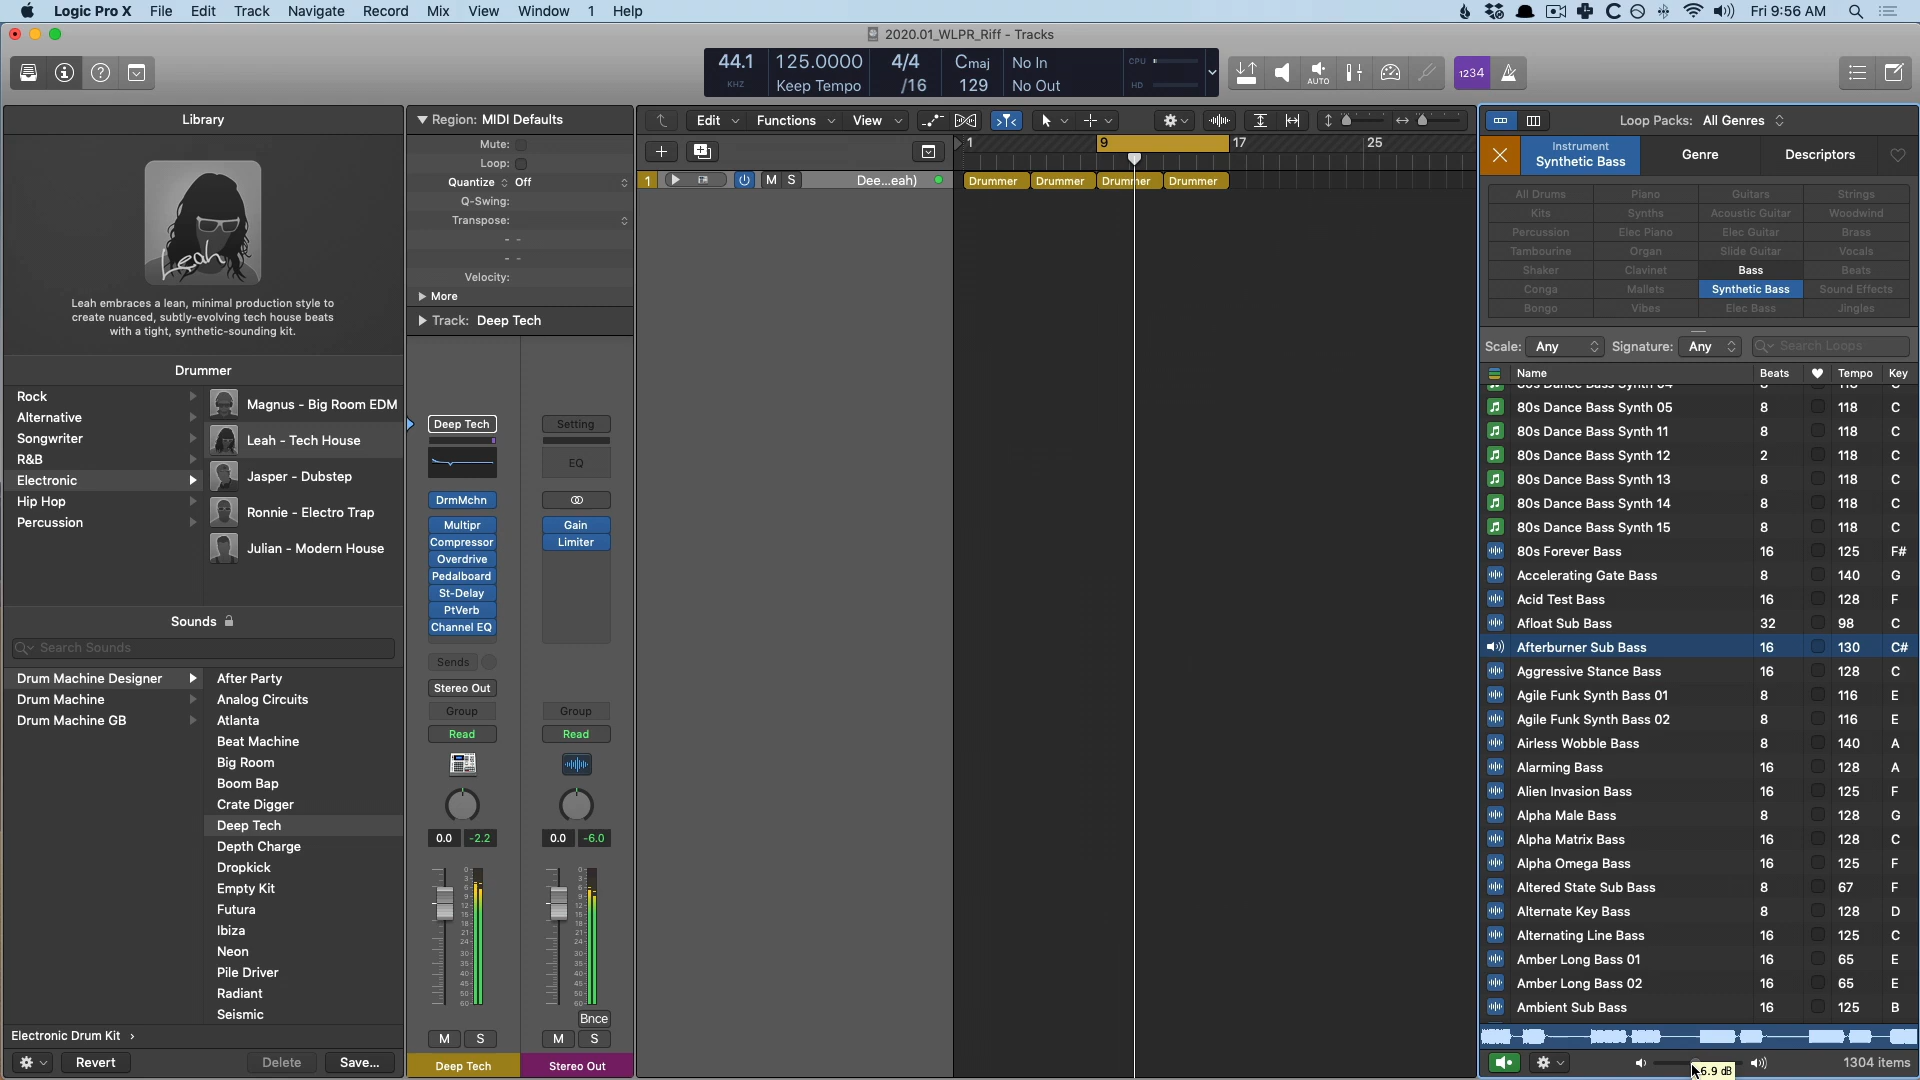 Logic Pro X File Edit Track Navigate Record Mix View Window 1 Help Fri 9:56 AM
2020.01_WLPR_Riff - Tracks
44.1 KHZ 125.0000 Keep Tempo 4/4 /16 Cmaj 129 No In No Out CPU HD AUTO 1234
Library
Leah
Leah embraces a lean, minimal production style to
create nuanced, subtly-evolving tech house beats
with a tight, synthetic-sounding kit.
Drummer
Rock
Alternative
Songwriter
R&B
Electronic
Hip Hop
Percussion
Magnus - Big Room EDM
Leah - Tech House
Jasper - Dubstep
Ronnie - Electro Trap
Julian - Modern House
Sounds
Search Sounds
Drum Machine Designer
Drum Machine
Drum Machine GB
After Party
Analog Circuits
Atlanta
Beat Machine
Big Room
Boom Bap
Crate Digger
Deep Tech
Depth Charge
Dropkick
Empty Kit
Futura
Ibiza
Neon
Pile Driver
Radiant
Seismic
Electronic Drum Kit ›
Revert Delete Save...
Region: MIDI Defaults
Mute:
Loop:
Quantize Off
Q-Swing:
Transpose:
- -
- -
Velocity:
More
Track: Deep Tech
Deep Tech Setting
EQ
DrmMchn
Multipr Gain
Compressor Limiter
Overdrive
Pedalboard
St-Delay
PtVerb
Channel EQ
Sends
Stereo Out
Group Group
Read Read
0.0 -2.2 0.0 -6.0
Bnce
M S M S
Deep Tech Stereo Out
Edit Functions View
1 9 17 25
1 M S Dee...eah) Drummer Drummer Drummer Drummer
Loop Packs: All Genres
Instrument
Synthetic Bass Genre Descriptors
All Drums Piano Guitars Strings
Kits Synths Acoustic Guitar Woodwind
Percussion Elec Piano Elec Guitar Brass
Tambourine Organ Slide Guitar Vocals
Shaker Clavinet Bass Beats
Conga Mallets Synthetic Bass Sound Effects
Bongo Vibes Elec Bass Jingles
Scale: Any Signature: Any Search Loops
Name Beats Tempo Key
80s Dance Bass Synth 04 8 118 C
80s Dance Bass Synth 05 8 118 C
80s Dance Bass Synth 11 8 118 C
80s Dance Bass Synth 12 2 118 C
80s Dance Bass Synth 13 8 118 C
80s Dance Bass Synth 14 8 118 C
80s Dance Bass Synth 15 8 118 C
80s Forever Bass 16 125 F#
Accelerating Gate Bass 8 140 G
Acid Test Bass 16 128 F
Afloat Sub Bass 32 98 C
Afterburner Sub Bass 16 130 C#
Aggressive Stance Bass 16 128 C
Agile Funk Synth Bass 01 8 116 E
Agile Funk Synth Bass 02 8 116 E
Airless Wobble Bass 8 140 A
Alarming Bass 16 128 A
Alien Invasion Bass 16 125 F
Alpha Male Bass 8 128 G
Alpha Matrix Bass 16 128 C
Alpha Omega Bass 16 125 F
Altered State Sub Bass 8 67 F
Alternate Key Bass 8 128 D
Alternating Line Bass 16 125 C
Amber Long Bass 01 16 65 E
Amber Long Bass 02 16 65 E
Ambient Sub Bass 16 125 B
6.9 dB 1304 items